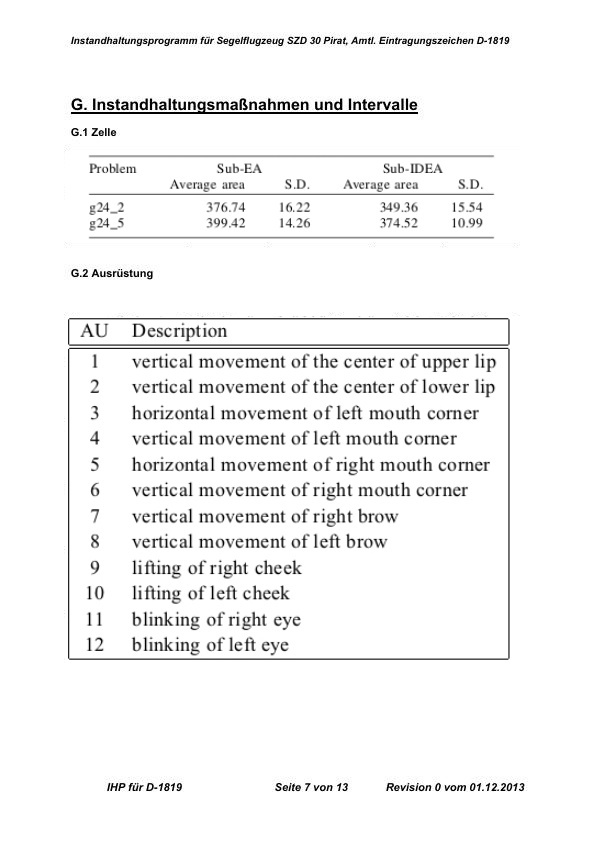 Instandhaltungsprogramm für Segelflugzeug SZD 30 Pirat, Amtl. Eintragungszeichen D-1819
G. Instandhaltungsmaßnahmen und Intervalle
G.1 Zelle
Problem Sub-EA Sub-IDEA
Average area S.D. Average area S.D.
g24_2 376.74 16.22 349.36 15.54
g24_5 399.42 14.26 374.52 10.99
G.2 Ausrüstung
AU Description
1 vertical movement of the center of upper lip
2 vertical movement of the center of lower lip
3 horizontal movement of left mouth corner
4 vertical movement of left mouth corner
5 horizontal movement of right mouth corner
6 vertical movement of right mouth corner
7 vertical movement of right brow
8 vertical movement of left brow
9 lifting of right cheek
10 lifting of left cheek
11 blinking of right eye
12 blinking of left eye
IHP für D-1819 Seite 7 von 13 Revision 0 vom 01.12.2013